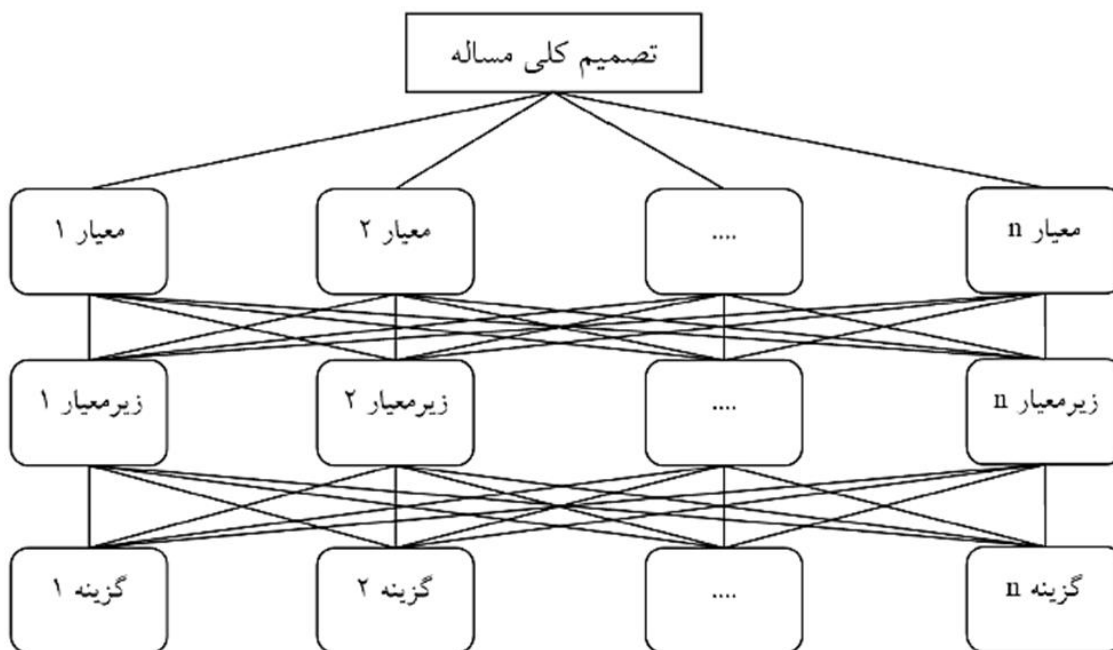 تصمیم کلی مساله
معیار ۱
معیار ۲
....
معیار n
زیرمعیار ۱
زیرمعیار ۲
....
زیرمعیار n
گزینه ۱
گزینه ۲
....
گزینه n